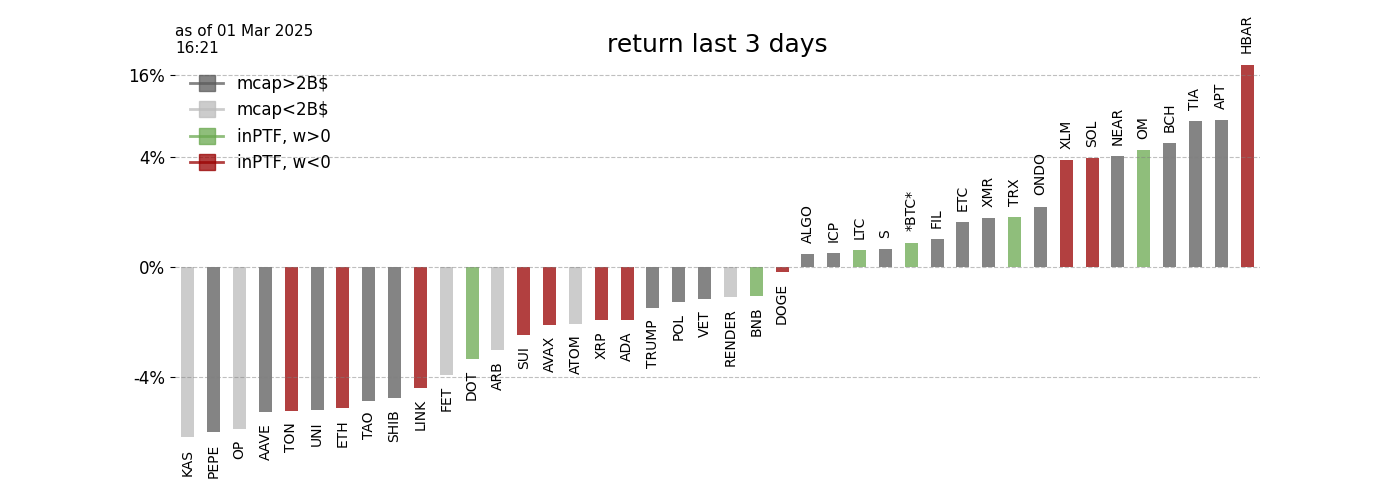 as of 01 Mar 2025
16:21
return last 3 days
16%
4%
0%
-4%
mcap>2B$
mcap<2B$
inPTF, w>0
inPTF, w<0
KAS
PEPE
OP
AAVE
TON
UNI
ETH
TAO
SHIB
LINK
FET
DOT
ARB
SUI
AVAX
ATOM
XRP
ADA
TRUMP
POL
VET
RENDER
BNB
DOGE
ALGO
ICP
LTC
S
*BTC*
FIL
ETC
XMR
TRX
ONDO
XLM
SOL
NEAR
OM
BCH
TIA
APT
HBAR